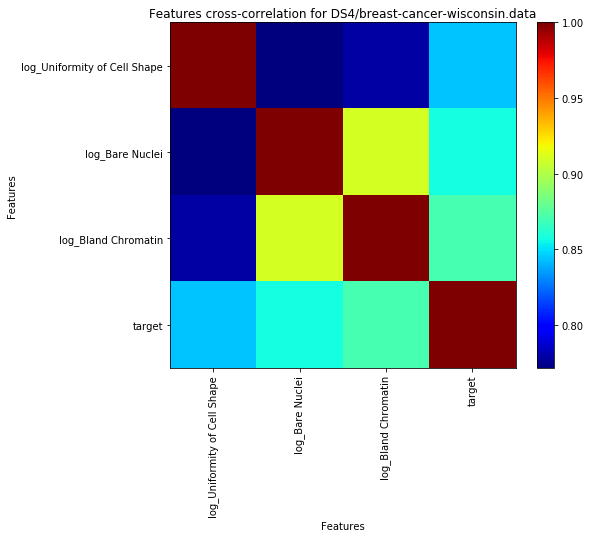 Features cross-correlation for DS4/breast-cancer-wisconsin.data
log_Uniformity of Cell Shape
log_Bare Nuclei
log_Bland Chromatin
target
Features
log_Uniformity of Cell Shape
log_Bare Nuclei
log_Bland Chromatin
target
Features
1.00
0.95
0.90
0.85
0.80